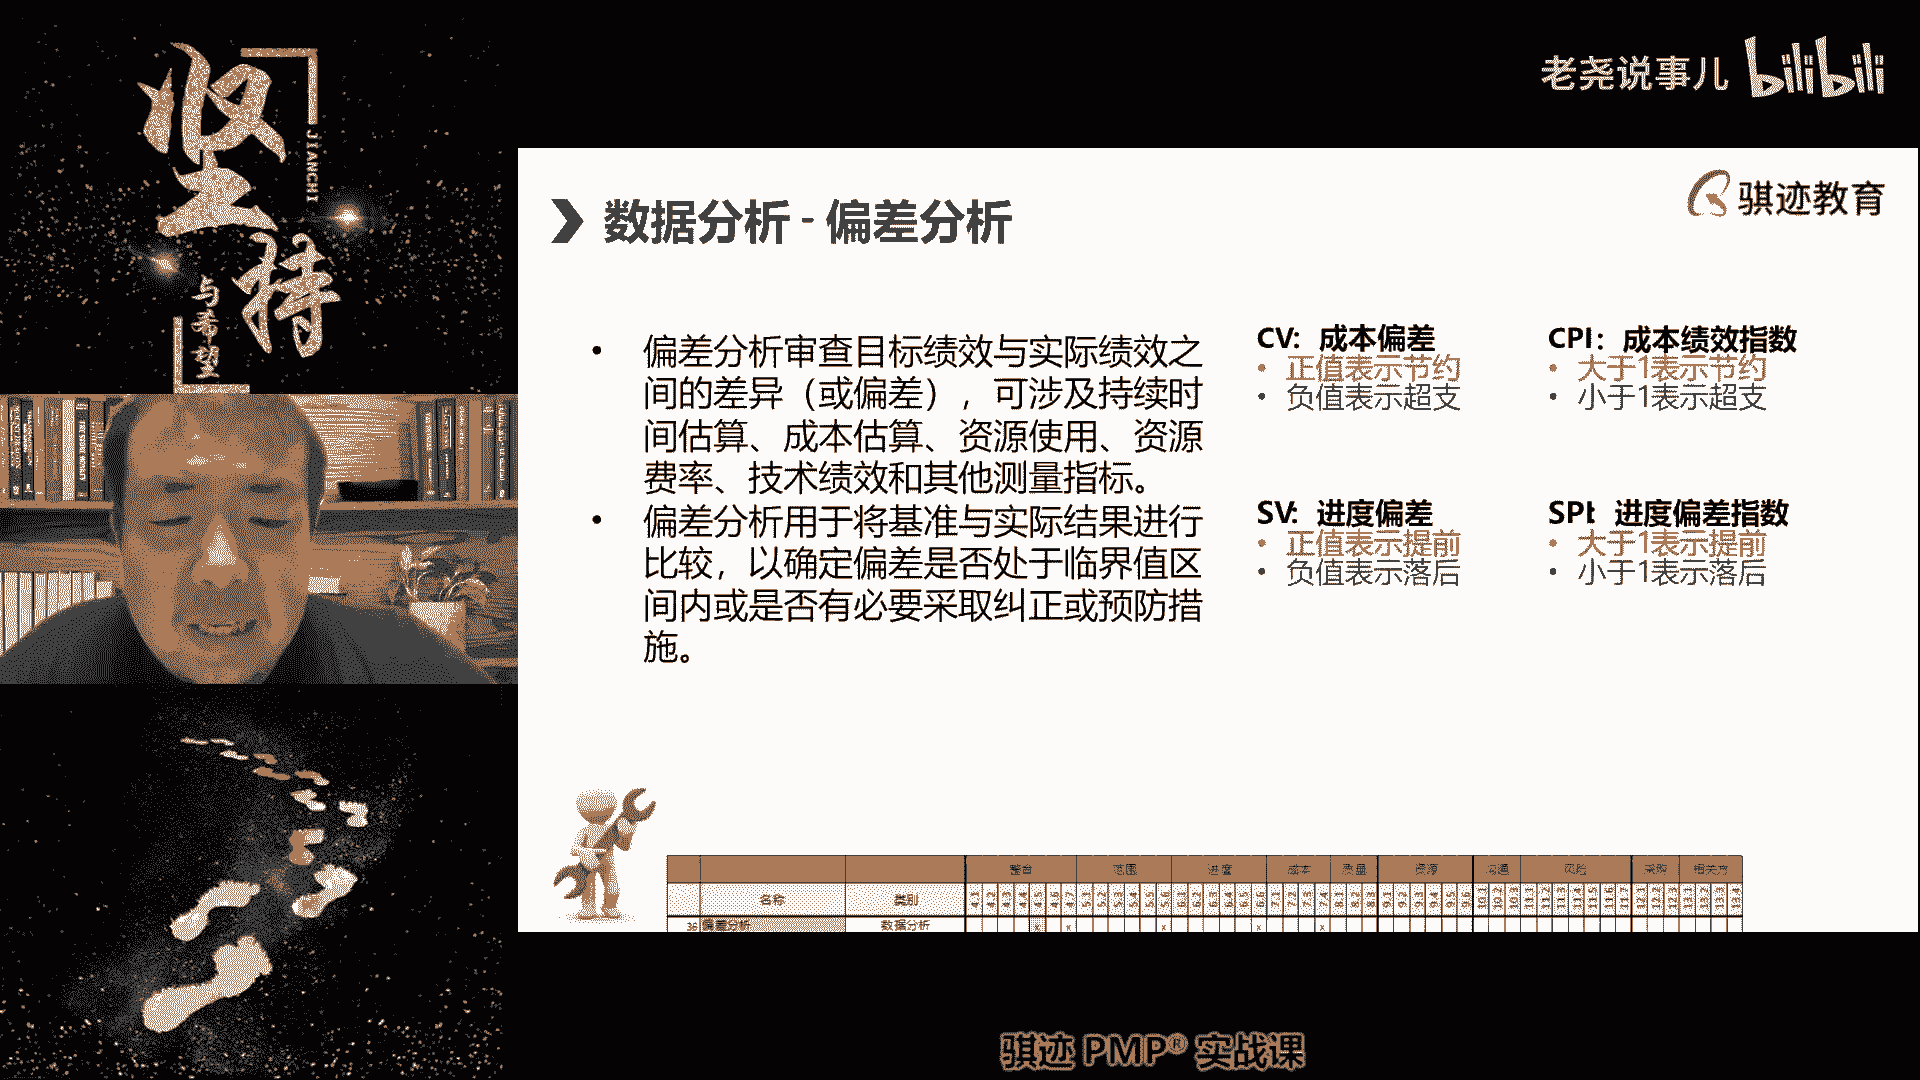 坚持
JIANCHI
与希望
老尧说事儿 bilibili
骐迹教育
数据分析 - 偏差分析
• 偏差分析审查目标绩效与实际绩效之
间的差异（或偏差），可涉及持续时
间估算、成本估算、资源使用、资源
费率、技术绩效和其他测量指标。
• 偏差分析用于将基准与实际结果进行
比较，以确定偏差是否处于临界值区
间内或是否有必要采取纠正或预防措
施。
CV：成本偏差
• 正值表示节约
• 负值表示超支
CPI：成本绩效指数
• 大于1表示节约
• 小于1表示超支
SV：进度偏差
• 正值表示提前
• 负值表示落后
SPI：进度偏差指数
• 大于1表示提前
• 小于1表示落后
整合 范围 进度 成本 质量 资源 沟通 风险 采购 相关方
名称 类别
36 偏差分析 数据分析 x x x x x
骐迹 PMP® 实战课